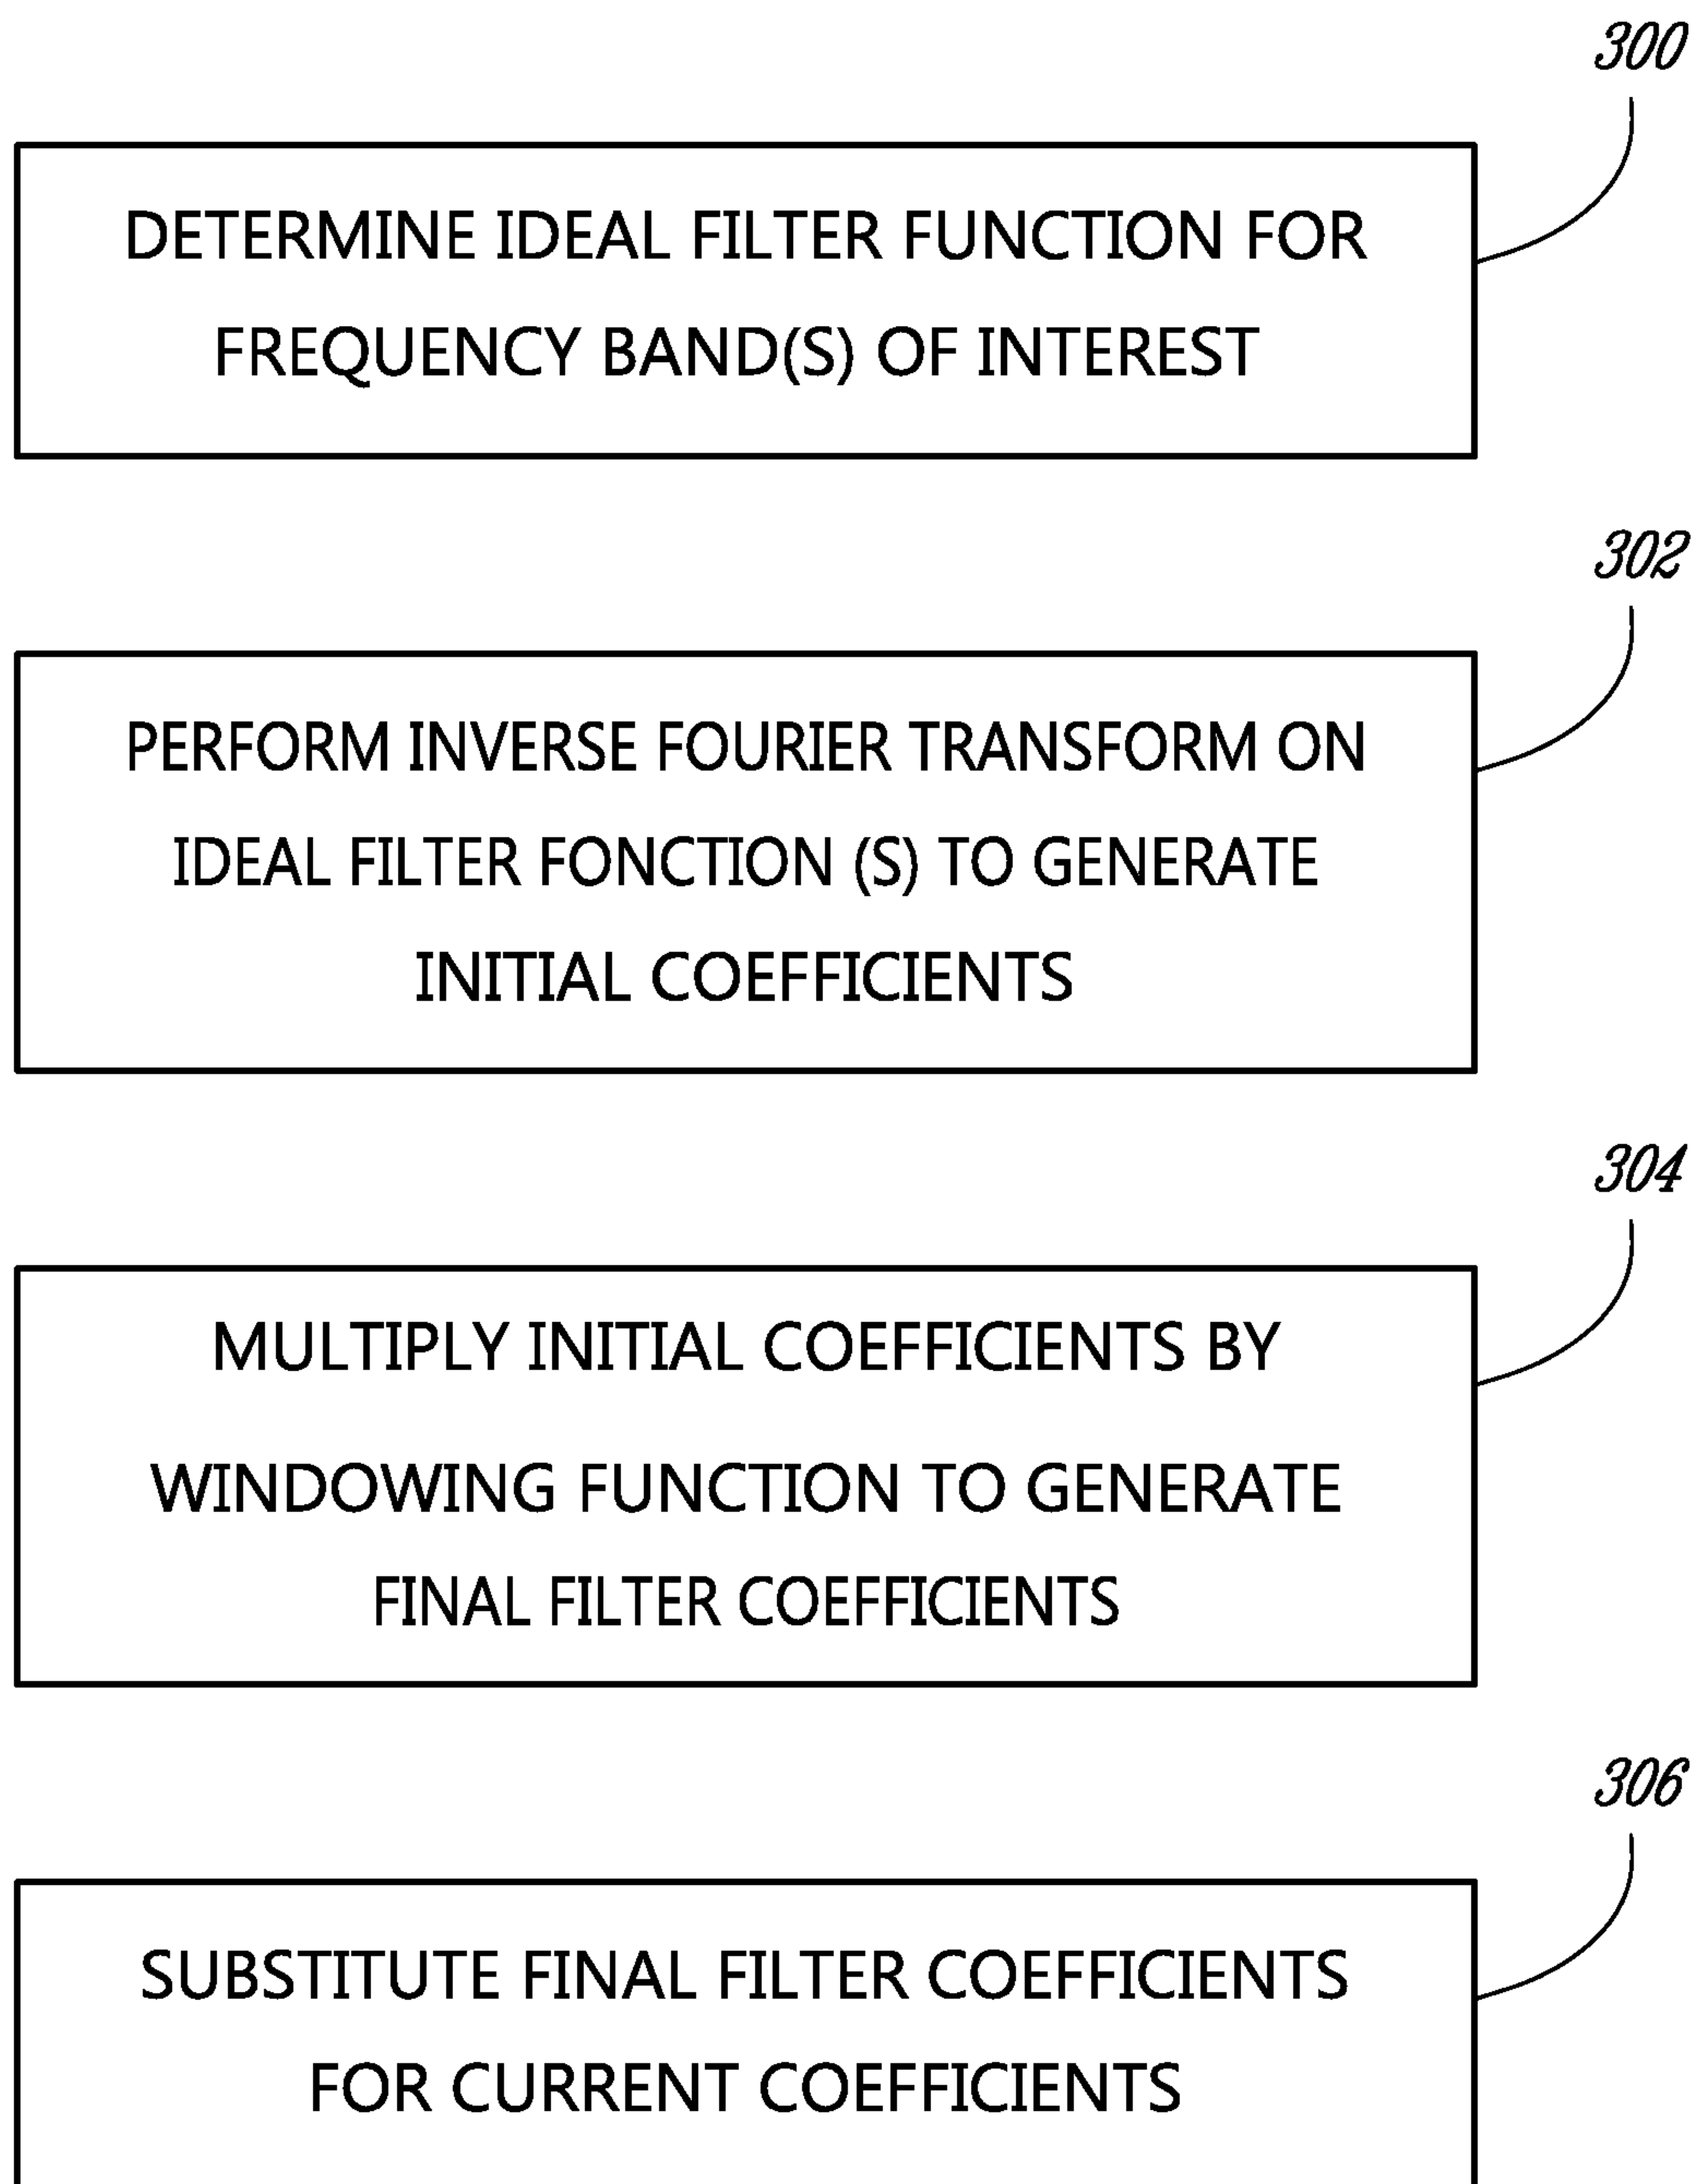 300
DETERMINE IDEAL FILTER FUNCTION FOR
FREQUENCY BAND(S) OF INTEREST
302
PERFORM INVERSE FOURIER TRANSFORM ON
IDEAL FILTER FONCTION (S) TO GENERATE
INITIAL COEFFICIENTS
304
MULTIPLY INITIAL COEFFICIENTS BY
WINDOWING FUNCTION TO GENERATE
FINAL FILTER COEFFICIENTS
306
SUBSTITUTE FINAL FILTER COEFFICIENTS
FOR CURRENT COEFFICIENTS